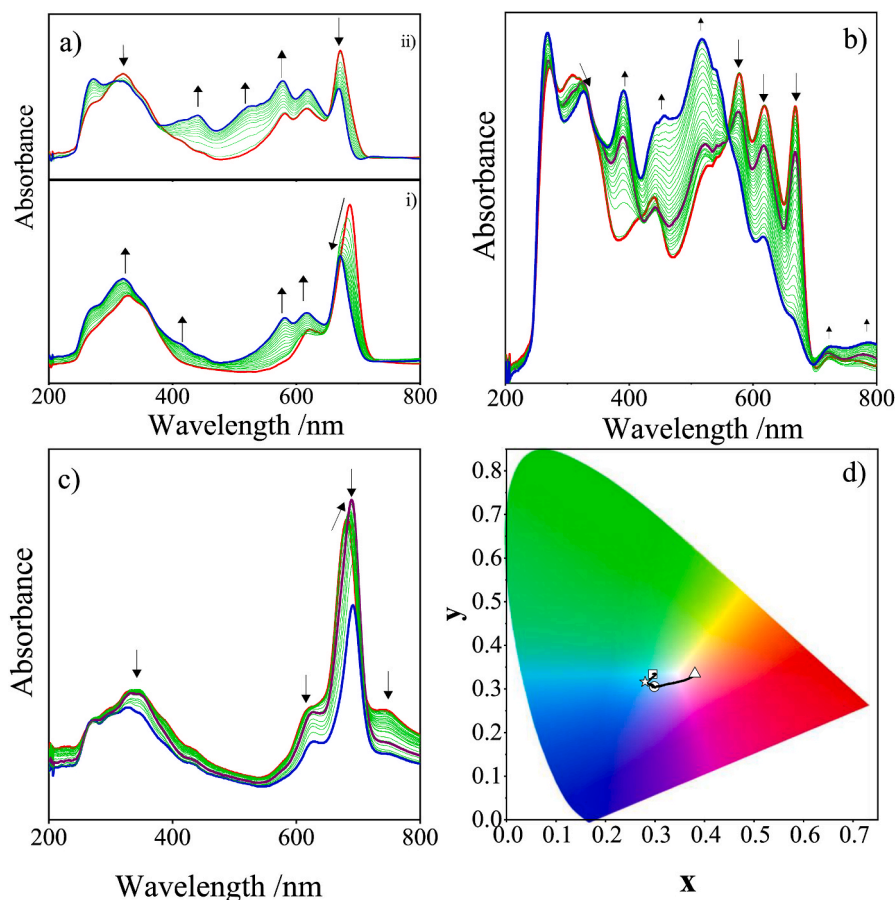 a)
ii)
Absorbance
i)
Absorbance
200 400 600 800
Wavelength /nm
b)
Absorbance
200 400 600 800
Wavelength /nm
c)
Absorbance
200 400 600 800
Wavelength /nm
d)
y
0.8
0.7
0.6
0.5
0.4
0.3
0.2
0.1
0.0
0.0 0.1 0.2 0.3 0.4 0.5 0.6 0.7
x